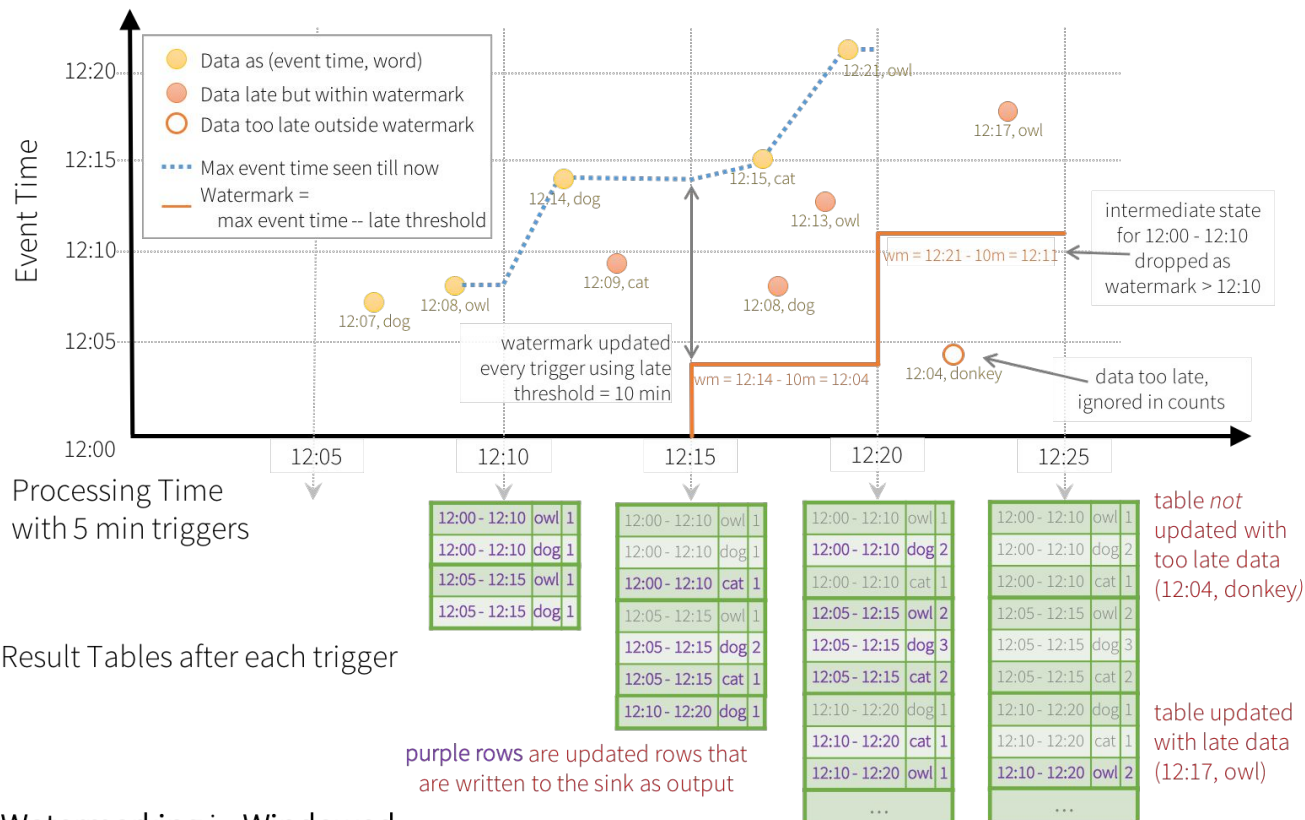 Data as (event time, word)
Data late but within watermark
Data too late outside watermark
Max event time seen till now
Watermark =
max event time -- late threshold
Event Time
12:20
12:15
12:10
12:05
12:00
12:07, dog
12:08, owl
12:14, dog
12:09, cat
12:15, cat
12:08, dog
12:13, owl
12:21, owl
12:17, owl
12:04, donkey
watermark updated
every trigger using late
threshold = 10 min
wm = 12:14 - 10m = 12:04
wm = 12:21 - 10m = 12:11
intermediate state
for 12:00 - 12:10
dropped as
watermark > 12:10
data too late,
ignored in counts
12:05
12:10
12:15
12:20
12:25
Processing Time
with 5 min triggers
Result Tables after each trigger
12:00 - 12:10 owl 1
12:00 - 12:10 dog 1
12:05 - 12:15 owl 1
12:05 - 12:15 dog 1
12:00 - 12:10 owl 1
12:00 - 12:10 dog 1
12:00 - 12:10 cat 1
12:05 - 12:15 owl 1
12:05 - 12:15 dog 2
12:05 - 12:15 cat 1
12:10 - 12:20 dog 1
12:00 - 12:10 owl 1
12:00 - 12:10 dog 2
12:00 - 12:10 cat 1
12:05 - 12:15 owl 2
12:05 - 12:15 dog 3
12:05 - 12:15 cat 2
12:10 - 12:20 dog 1
12:10 - 12:20 cat 1
12:10 - 12:20 owl 1
...
12:00 - 12:10 owl 1
12:00 - 12:10 dog 2
12:00 - 12:10 cat 1
12:05 - 12:15 owl 2
12:05 - 12:15 dog 3
12:05 - 12:15 cat 2
12:10 - 12:20 dog 1
12:10 - 12:20 cat 1
12:10 - 12:20 owl 2
...
table not
updated with
too late data
(12:04, donkey)
table updated
with late data
(12:17, owl)
purple rows are updated rows that
are written to the sink as output